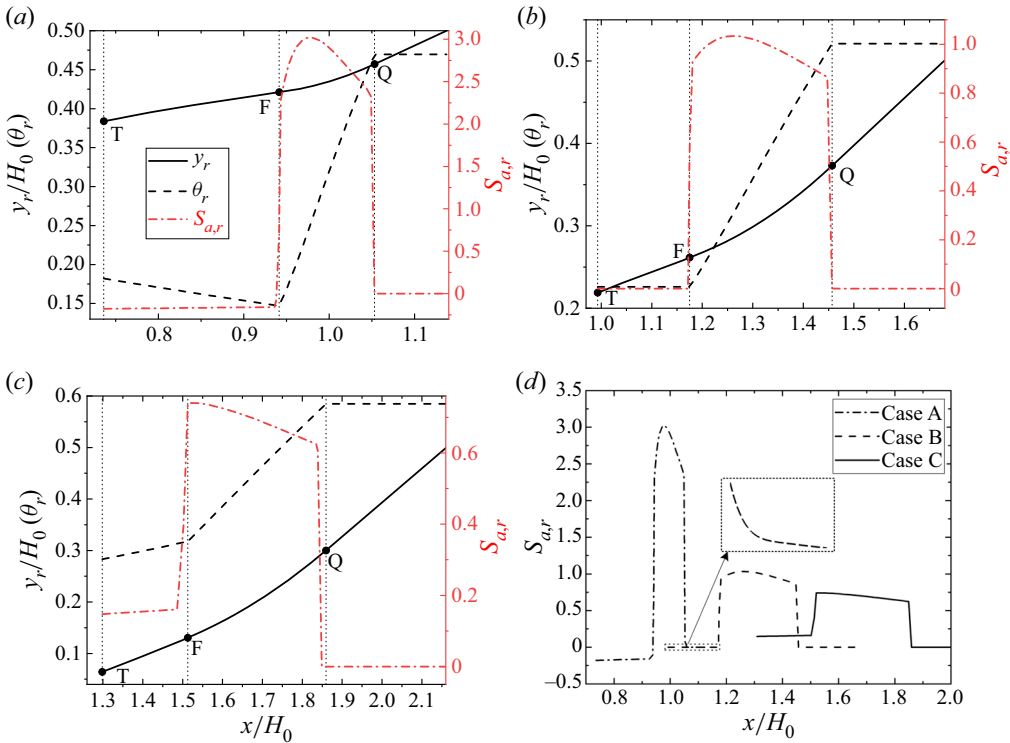 (a)
0.50
0.45
0.40
0.35
0.30
0.25
0.20
0.15
y_r/H_0 (θ_r)
T
F
Q
y_r
θ_r
S_{a,r}
3.0
2.5
2.0
1.5
1.0
0.5
0
S_{a,r}
0.8 0.9 1.0 1.1
(b)
0.5
0.4
0.3
0.2
y_r/H_0 (θ_r)
T
F
Q
1.0
0.8
0.6
0.4
0.2
0
S_{a,r}
1.0 1.1 1.2 1.3 1.4 1.5 1.6
(c)
0.6
0.5
0.4
0.3
0.2
0.1
y_r/H_0 (θ_r)
T
F
Q
0.6
0.4
0.2
0
S_{a,r}
1.3 1.4 1.5 1.6 1.7 1.8 1.9 2.0 2.1
x/H_0
(d)
3.5
3.0
2.5
2.0
1.5
1.0
0.5
0
−0.5
S_{a,r}
Case A
Case B
Case C
0.8 1.0 1.2 1.4 1.6 1.8 2.0
x/H_0